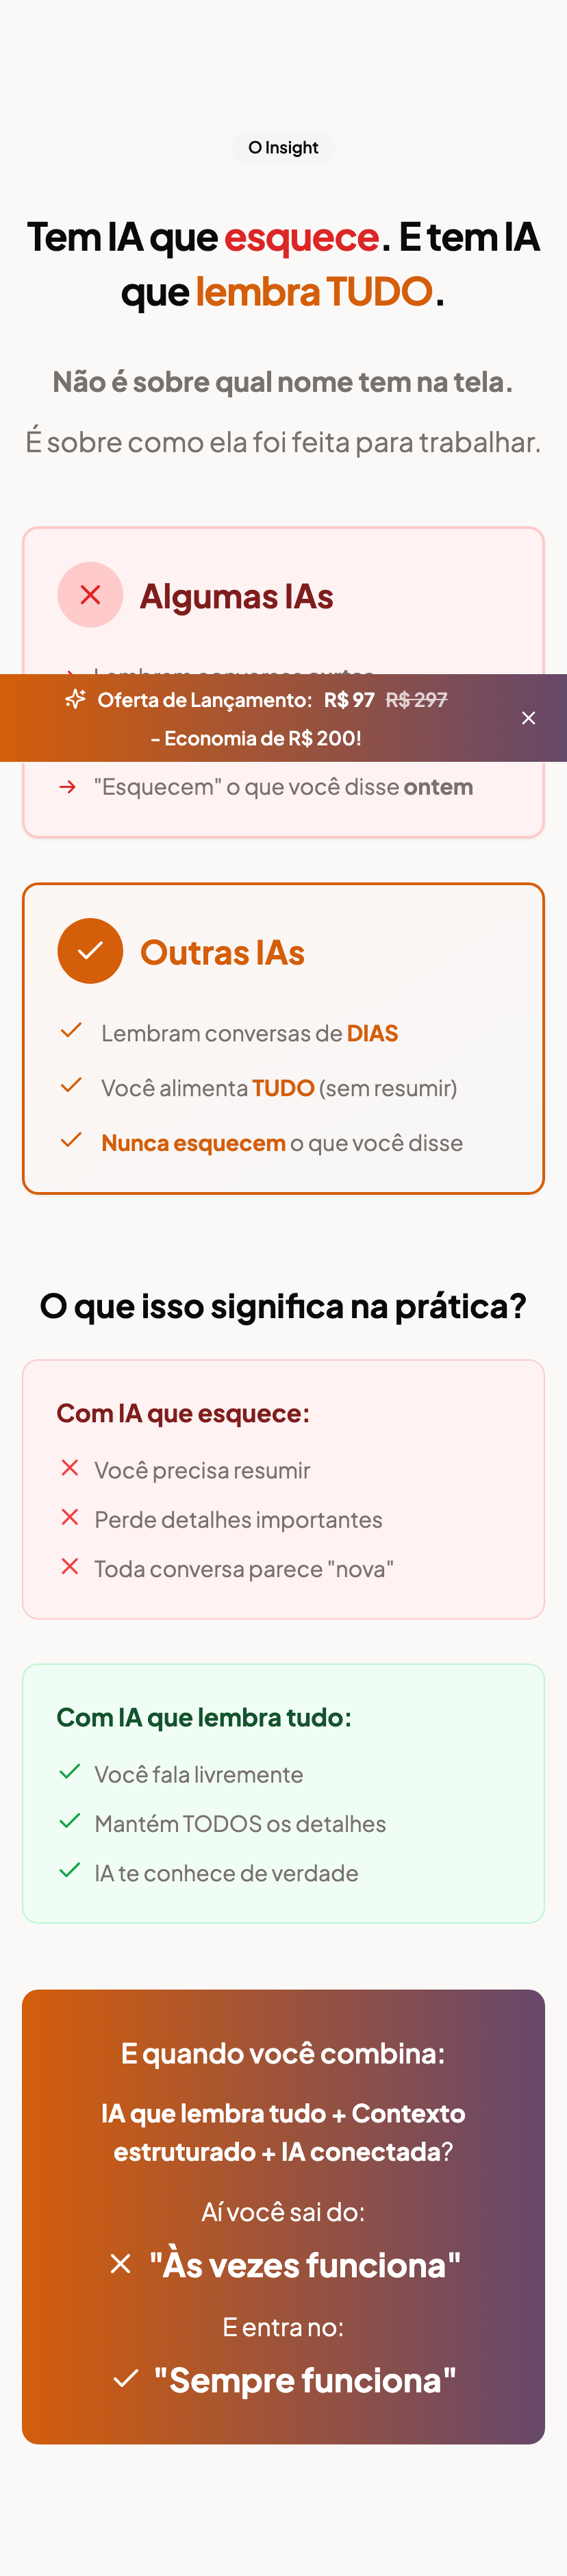 O Insight
Tem IA que esquece. E tem IA
que lembra TUDO.
Não é sobre qual nome tem na tela.
É sobre como ela foi feita para trabalhar.
Algumas IAs
Oferta de Lançamento: R$ 97 R$ 297
- Economia de R$ 200!
"Esquecem" o que você disse ontem
Outras IAs
Lembram conversas de DIAS
Você alimenta TUDO (sem resumir)
Nunca esquecem o que você disse
O que isso significa na prática?
Com IA que esquece:
Você precisa resumir
Perde detalhes importantes
Toda conversa parece "nova"
Com IA que lembra tudo:
Você fala livremente
Mantém TODOS os detalhes
IA te conhece de verdade
E quando você combina:
IA que lembra tudo + Contexto
estruturado + IA conectada?
Aí você sai do:
"Às vezes funciona"
E entra no:
"Sempre funciona"